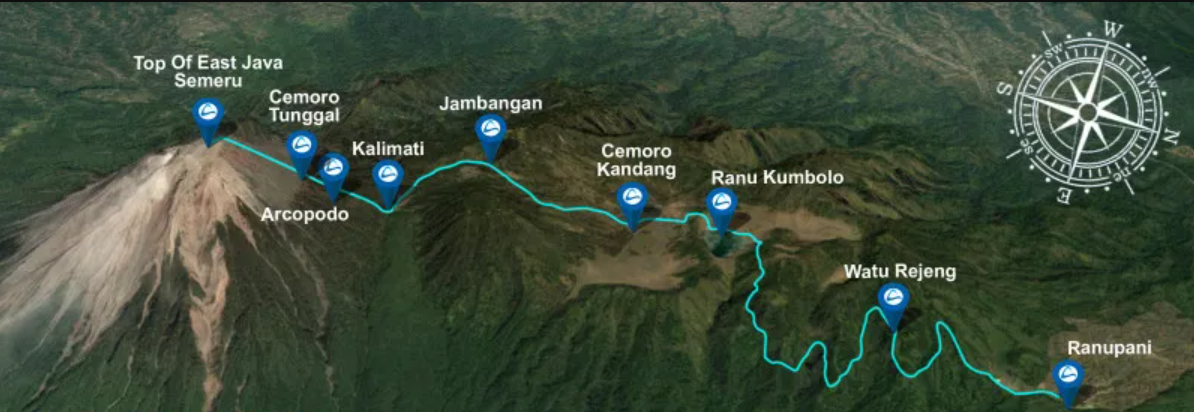 Top Of East Java
Semeru
Cemoro
Tunggal
Arcopodo
Kalimati
Jambangan
Cemoro
Kandang
Ranu Kumbolo
Watu Rejeng
Ranupani
W
nw
N
ne
E
se
S
sw